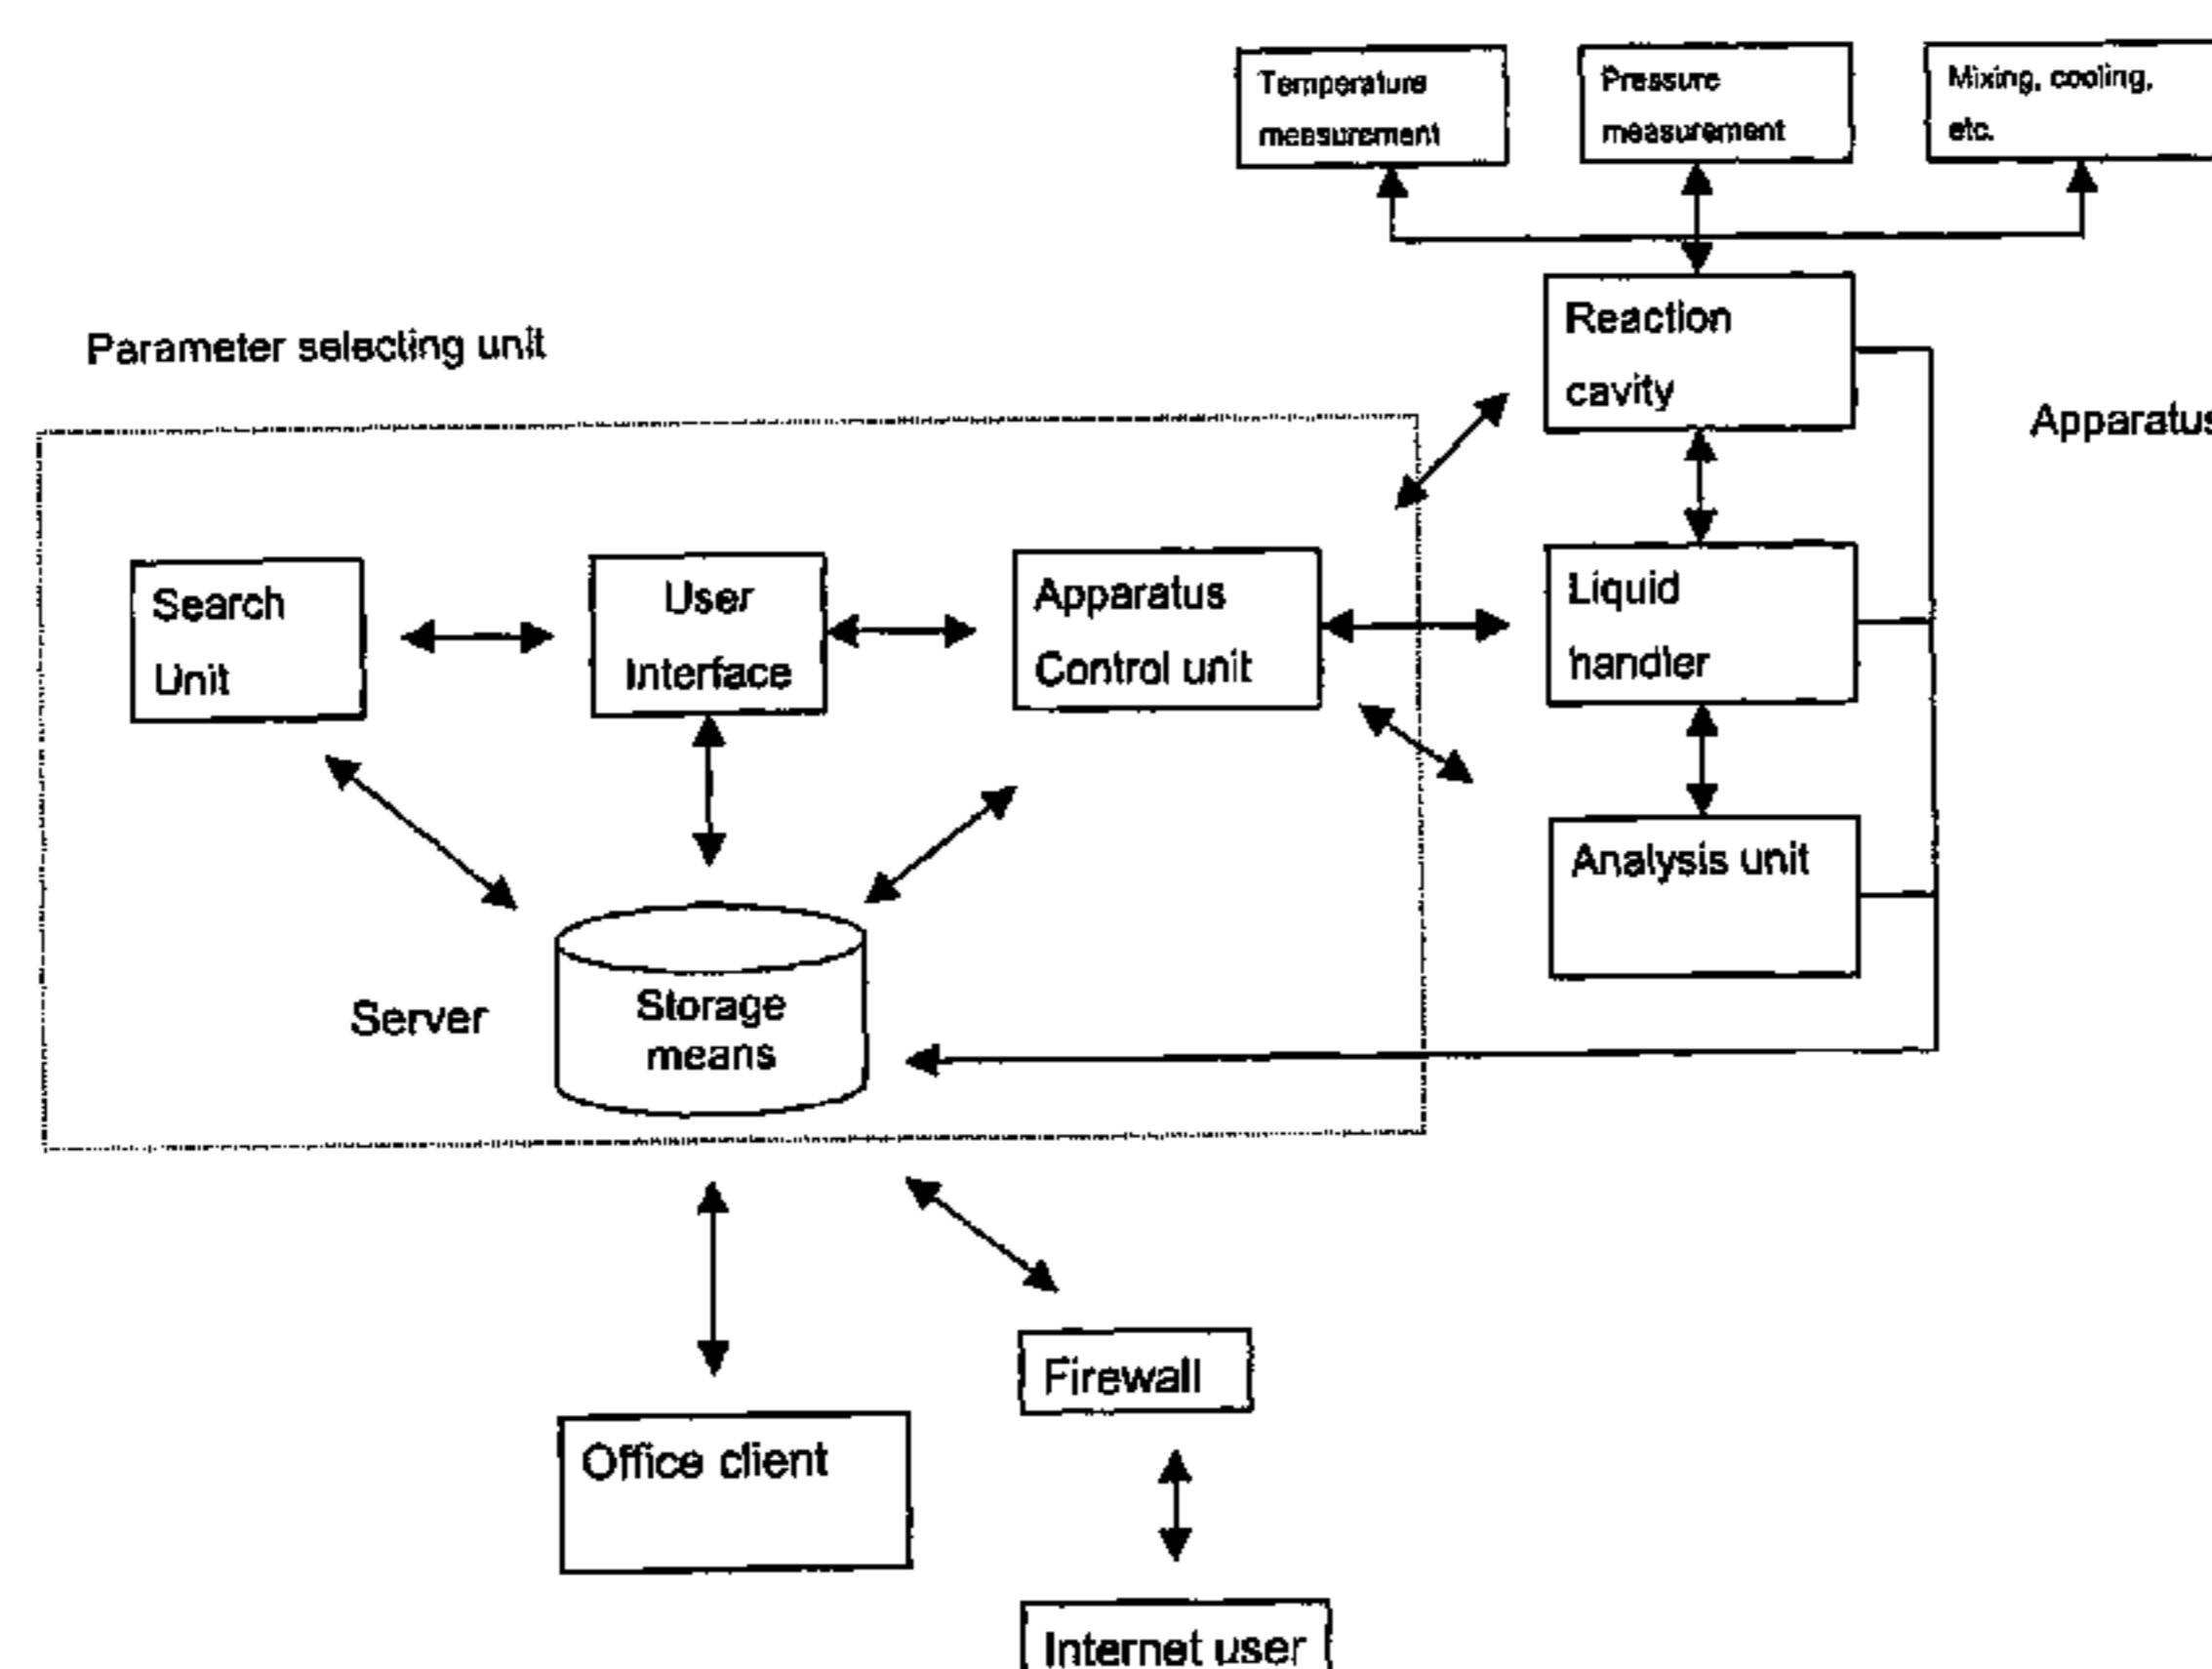 Temperature
measurement
Pressure
measurement
Mixing, cooling,
etc.
Parameter selecting unit
Reaction
cavity
Apparatus
Search
Unit
User
Interface
Apparatus
Control unit
Liquid
handler
Analysis unit
Server
Storage
means
Firewall
Office client
Internet user